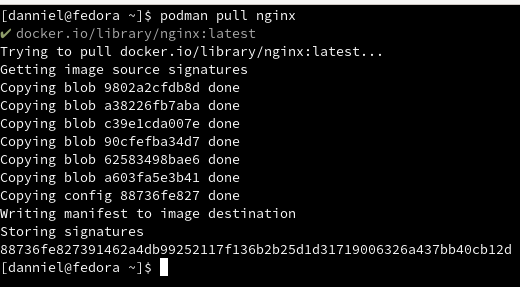 [danniel@fedora ~]$ podman pull nginx
✔ docker.io/library/nginx:latest
Trying to pull docker.io/library/nginx:latest...
Getting image source signatures
Copying blob 9802a2cfdb8d done
Copying blob a38226fb7aba done
Copying blob c39e1cda007e done
Copying blob 90cfefba34d7 done
Copying blob 62583498bae6 done
Copying blob a603fa5e3b41 done
Copying config 88736fe827 done
Writing manifest to image destination
Storing signatures
88736fe827391462a4db99252117f136b2b25d1d31719006326a437bb40cb12d
[danniel@fedora ~]$